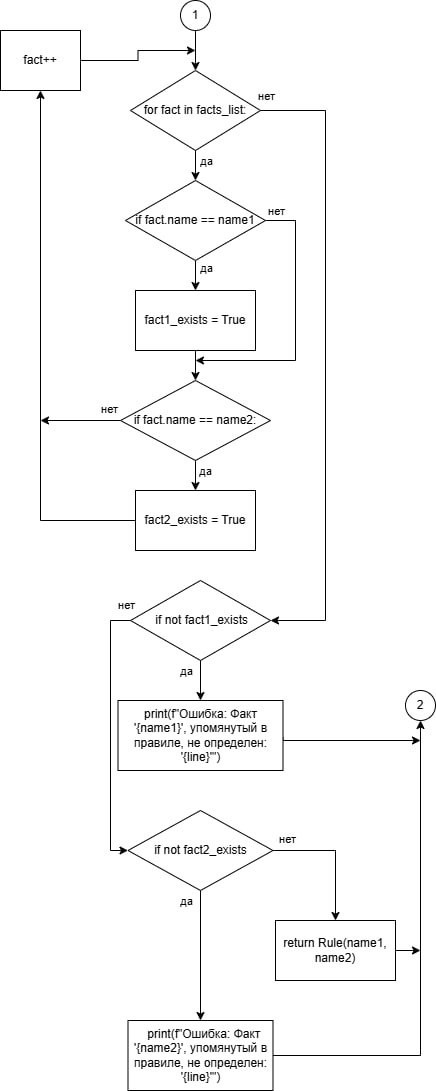 1
fact++
for fact in facts_list:
нет
да
if fact.name == name1
нет
да
fact1_exists = True
if fact.name == name2:
нет
да
fact2_exists = True
if not fact1_exists
нет
да
print(f"Ошибка: Факт
'{name1}', упомянутый в
правиле, не определен:
'{line}'")
2
if not fact2_exists
нет
да
return Rule(name1,
name2)
print(f"Ошибка: Факт
'{name2}', упомянутый в
правиле, не определен:
'{line}'")